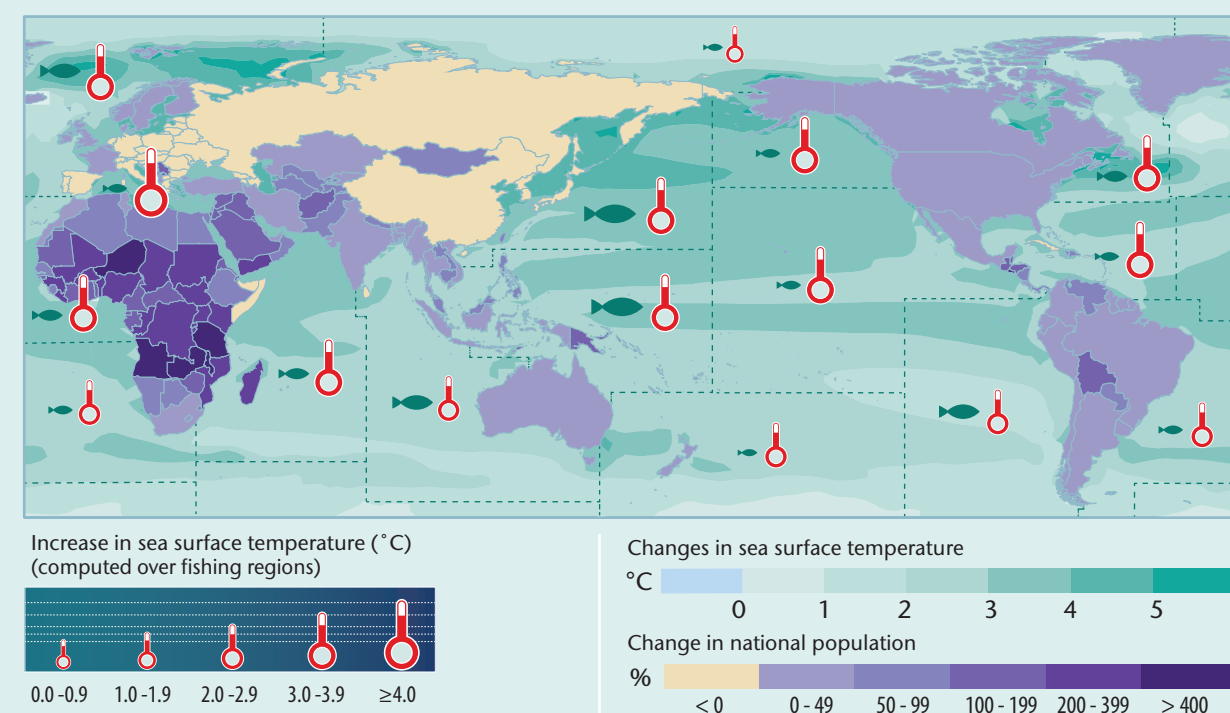 Increase in sea surface temperature (˚C)
(computed over fishing regions)
0.0 -0.9 1.0 -1.9 2.0 -2.9 3.0 -3.9 ≥4.0
Changes in sea surface temperature
°C
0 1 2 3 4 5
Change in national population
%
< 0 0 - 49 50 - 99 100 - 199 200 - 399 > 400